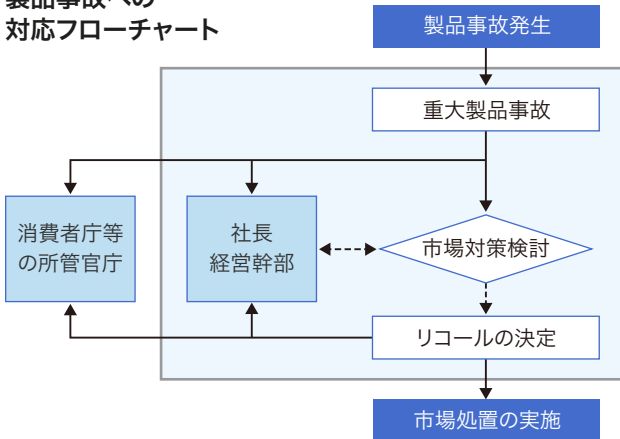 製品事故への
対応フローチャート
製品事故発生
重大製品事故
消費者庁等
の所管官庁
社長
経営幹部
市場対策検討
リコールの決定
市場処置の実施